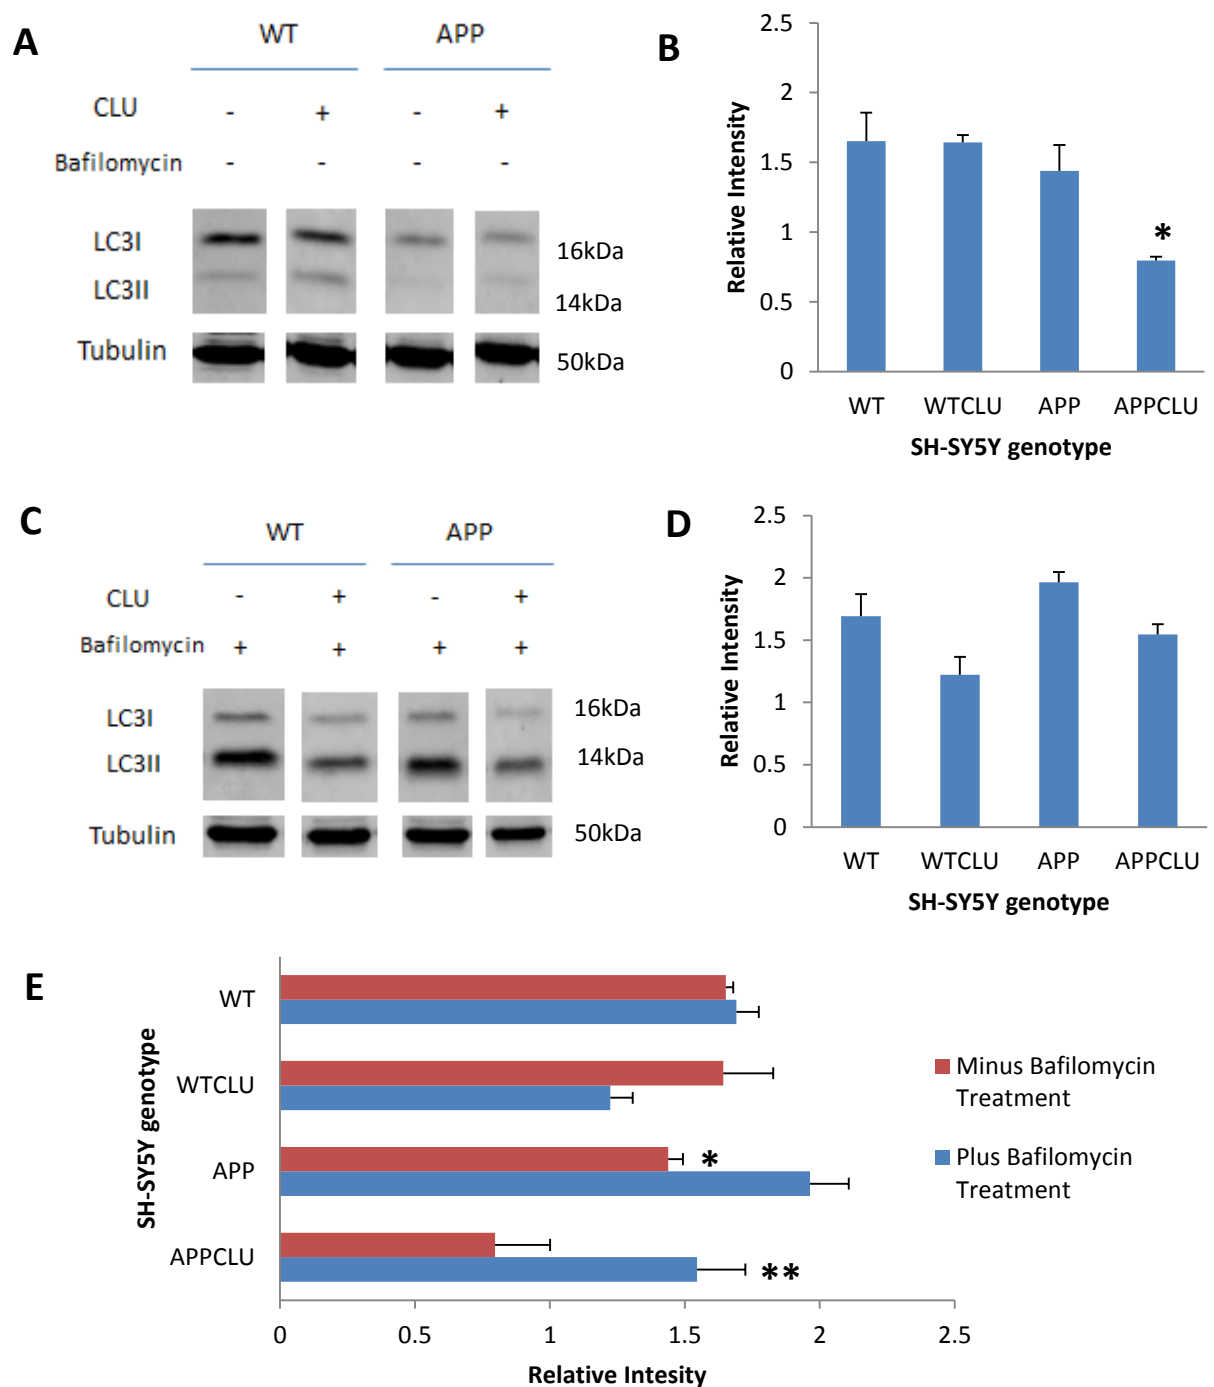 A
WT APP
CLU - + - +
Bafilomycin - - - -
LC3I
16kDa
LC3II
14kDa
Tubulin
50kDa
B
2.5
2
1.5
1
0.5
0
Relative Intensity
*
WT WTCLU APP APPCLU
SH-SY5Y genotype
C
WT APP
CLU - + - +
Bafilomycin + + + +
LC3I 16kDa
LC3II 14kDa
Tubulin 50kDa
D
2.5
2
1.5
1
0.5
0
Relative Intensity
WT WTCLU APP APPCLU
SH-SY5Y genotype
E
SH-SY5Y genotype
WT
WTCLU
APP *
APPCLU **
0 0.5 1 1.5 2 2.5
Relative Intesity
Minus Bafilomycin
Treatment
Plus Bafilomycin
Treatment